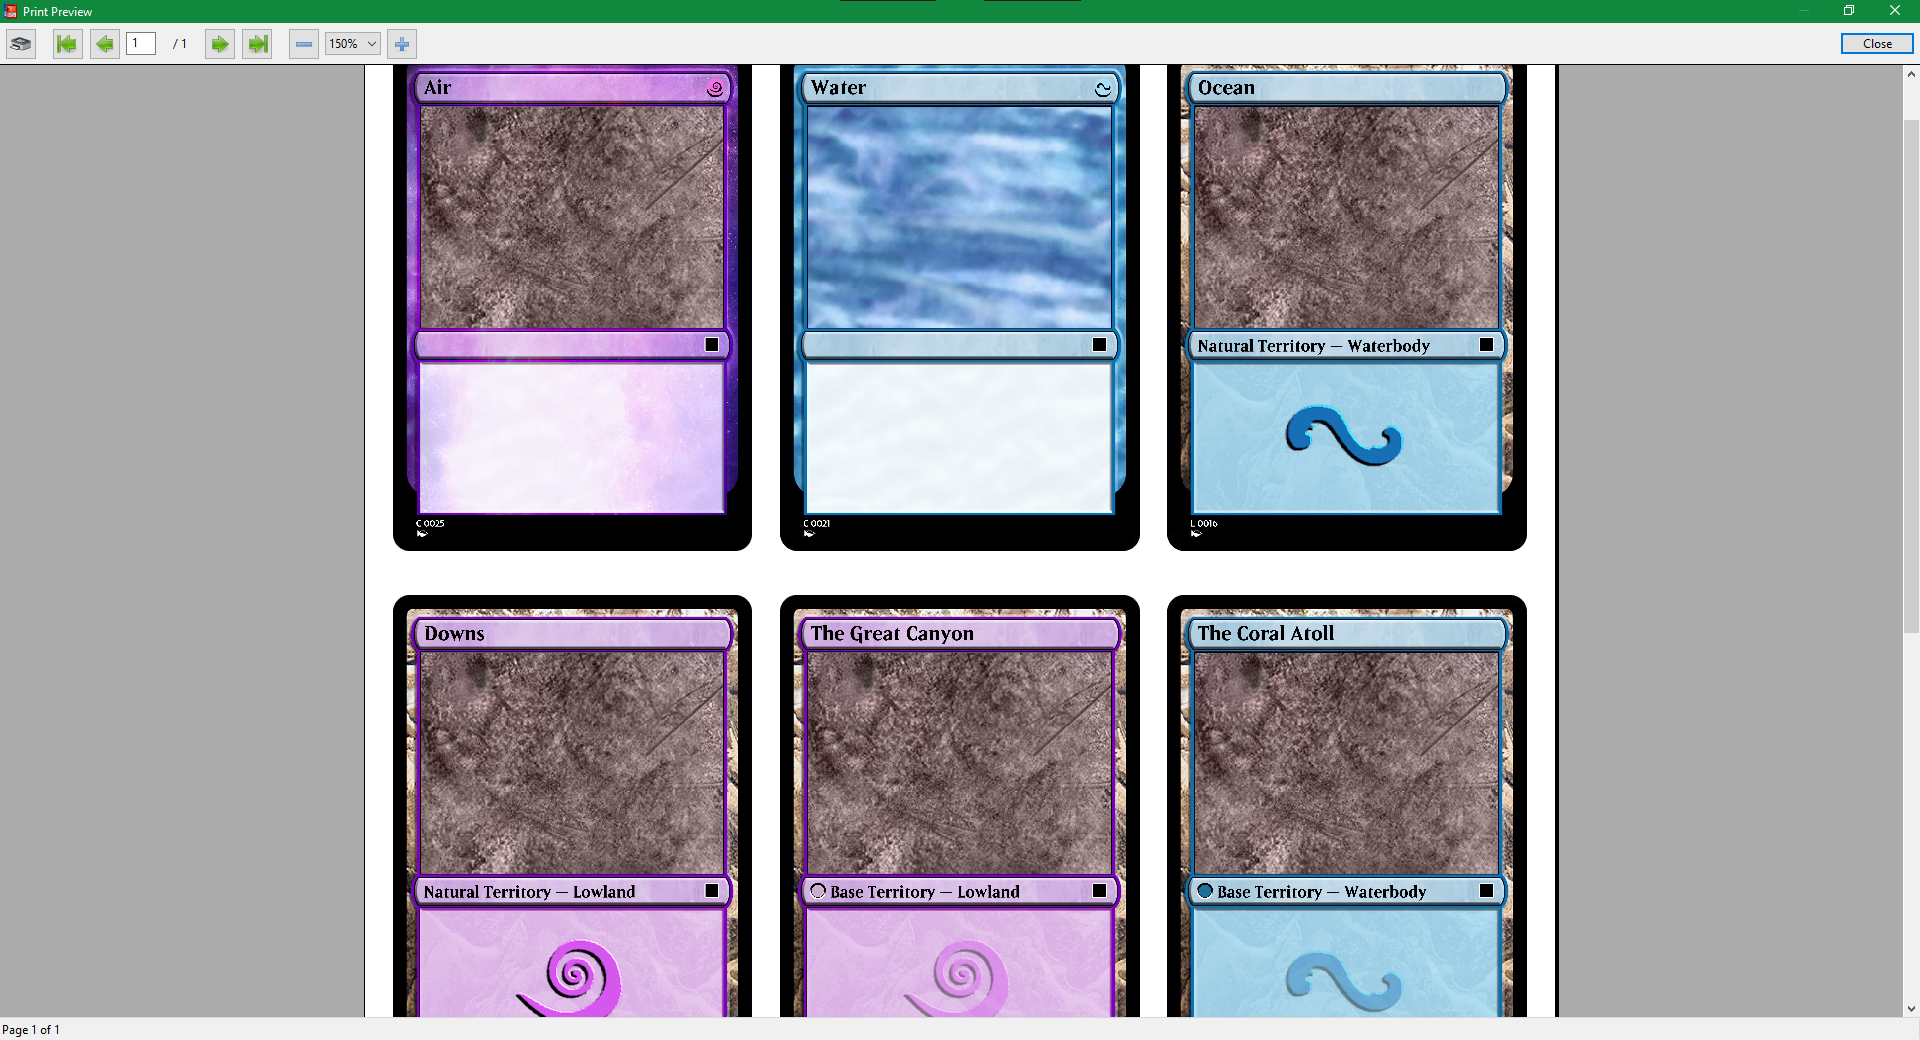 Print Preview
1 / 1 150% Close
Air
Water
Ocean
Natural Territory — Waterbody
C 0025
C 0021
L 0016
Downs
The Great Canyon
The Coral Atoll
Natural Territory — Lowland
Base Territory — Lowland
Base Territory — Waterbody
Page 1 of 1